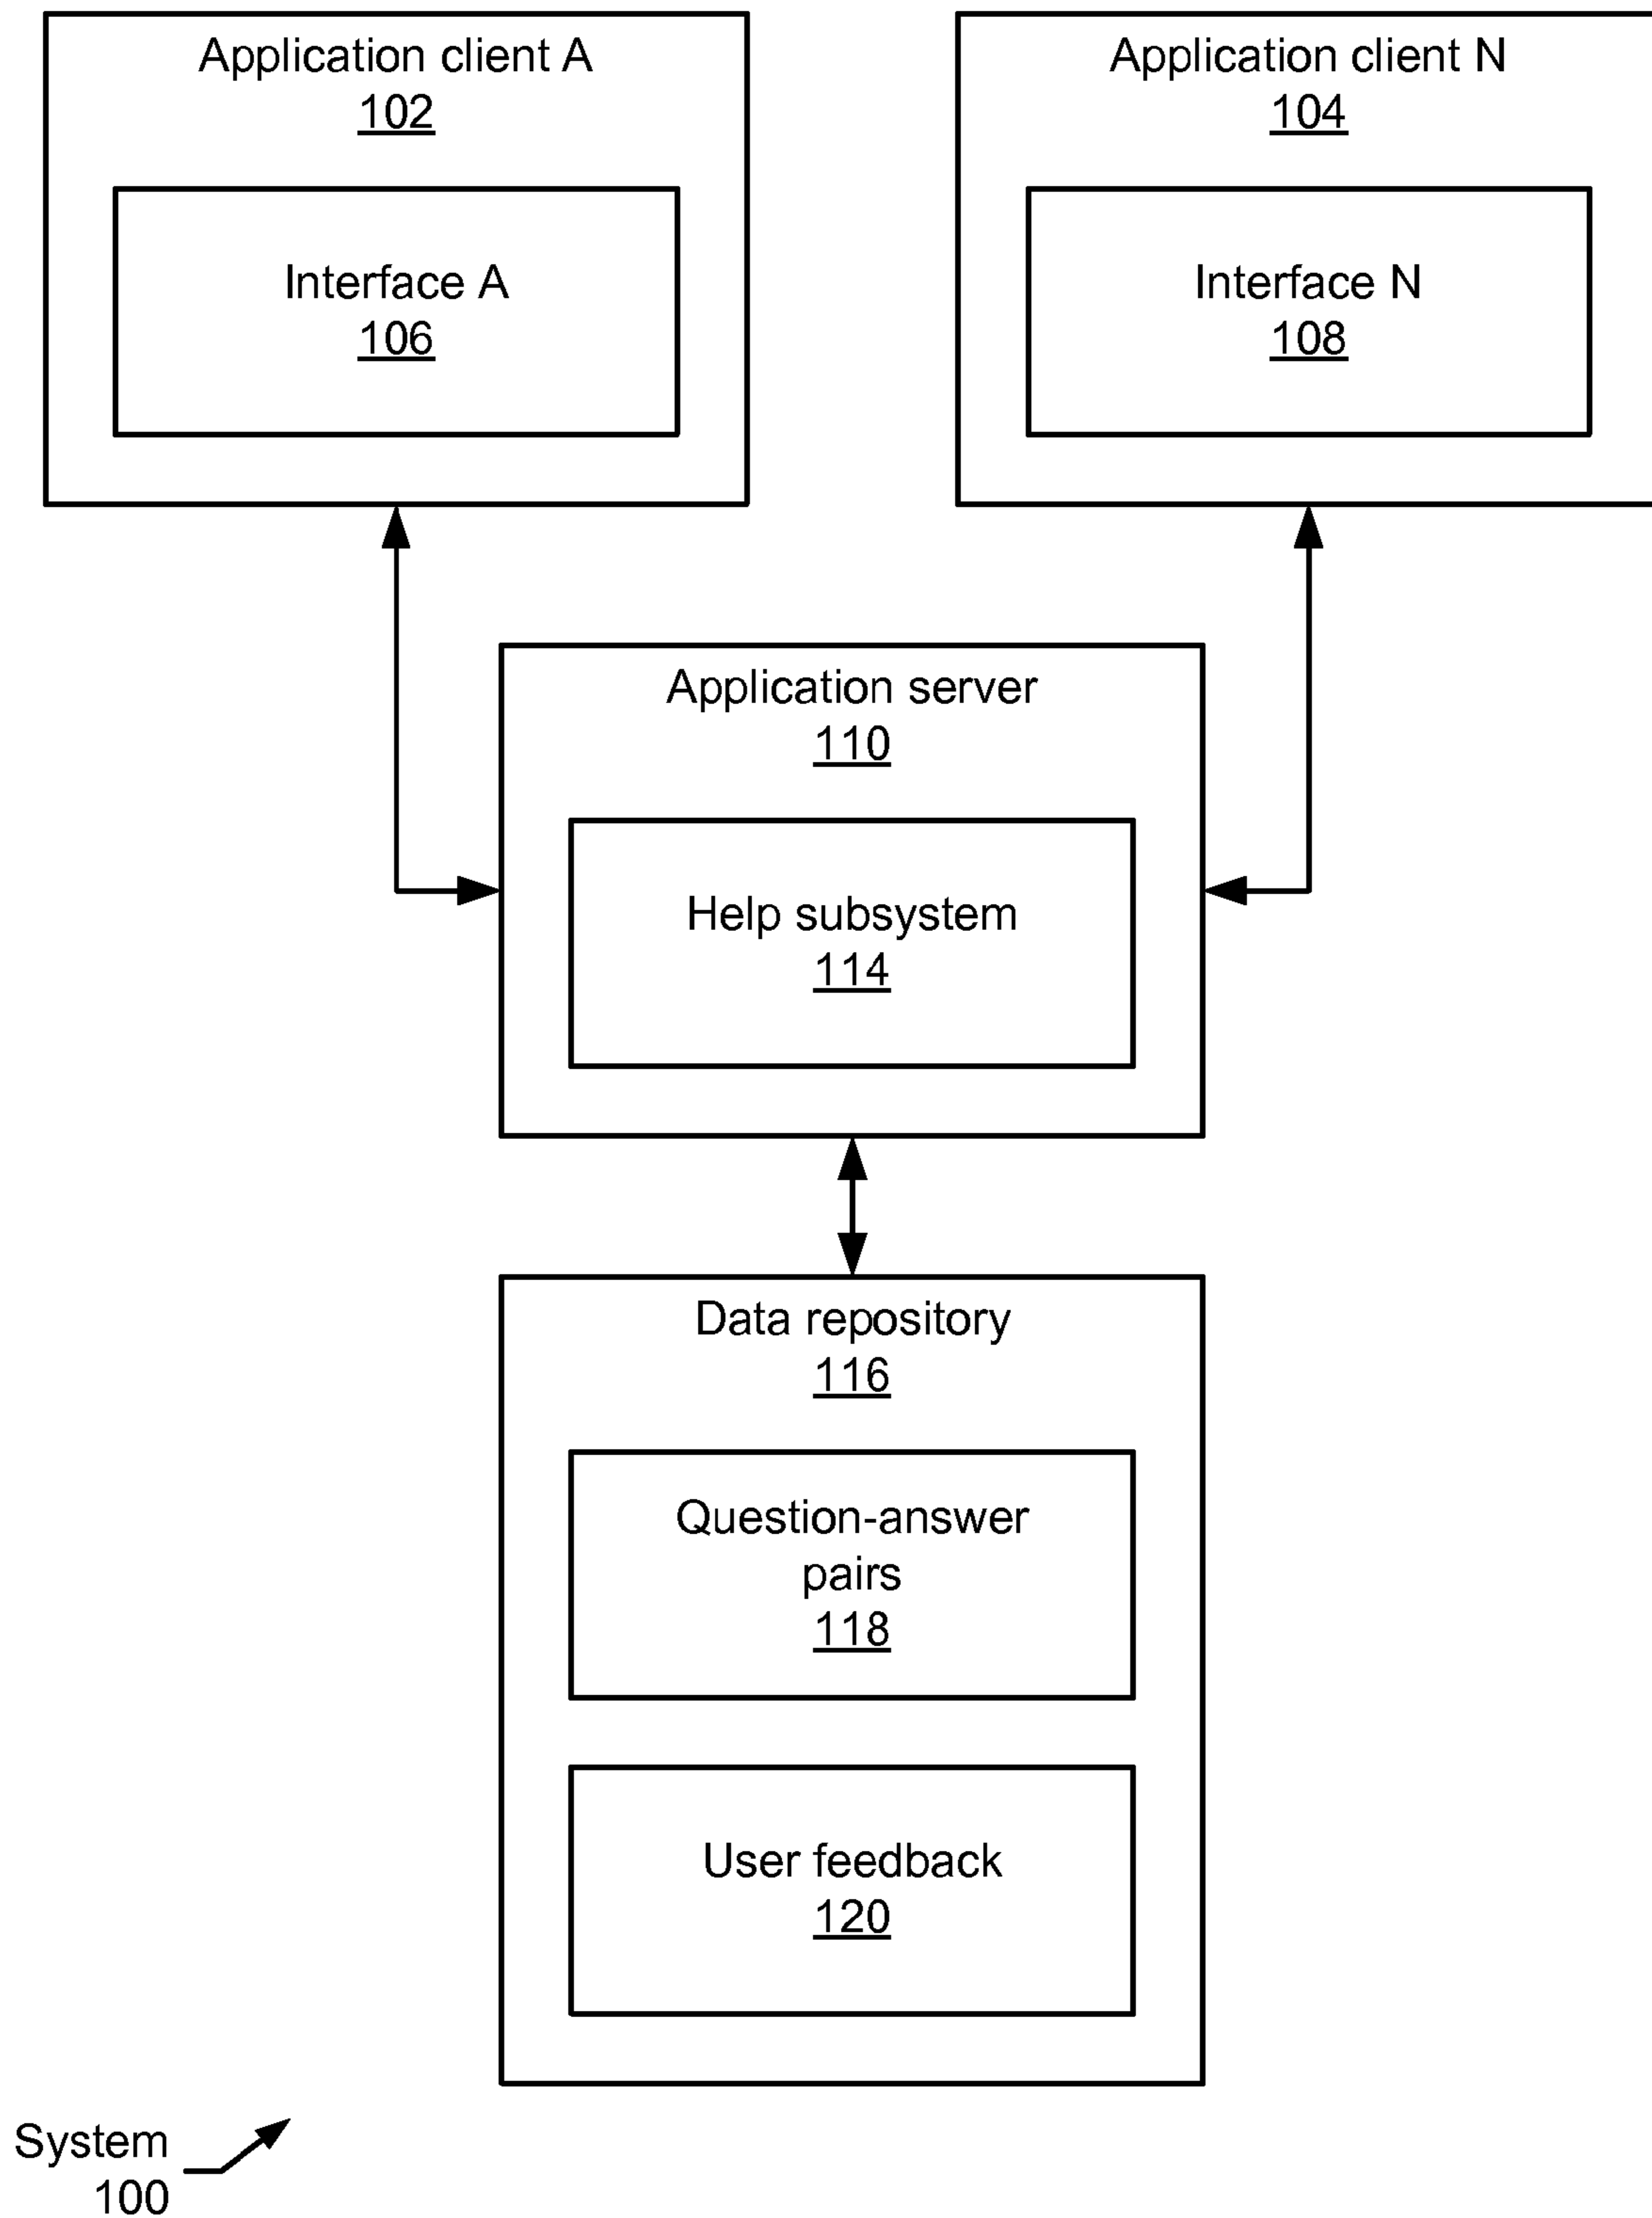 Application client A
102
Interface A
106
Application client N
104
Interface N
108
Application server
110
Help subsystem
114
Data repository
116
Question-answer
pairs
118
User feedback
120
System
100